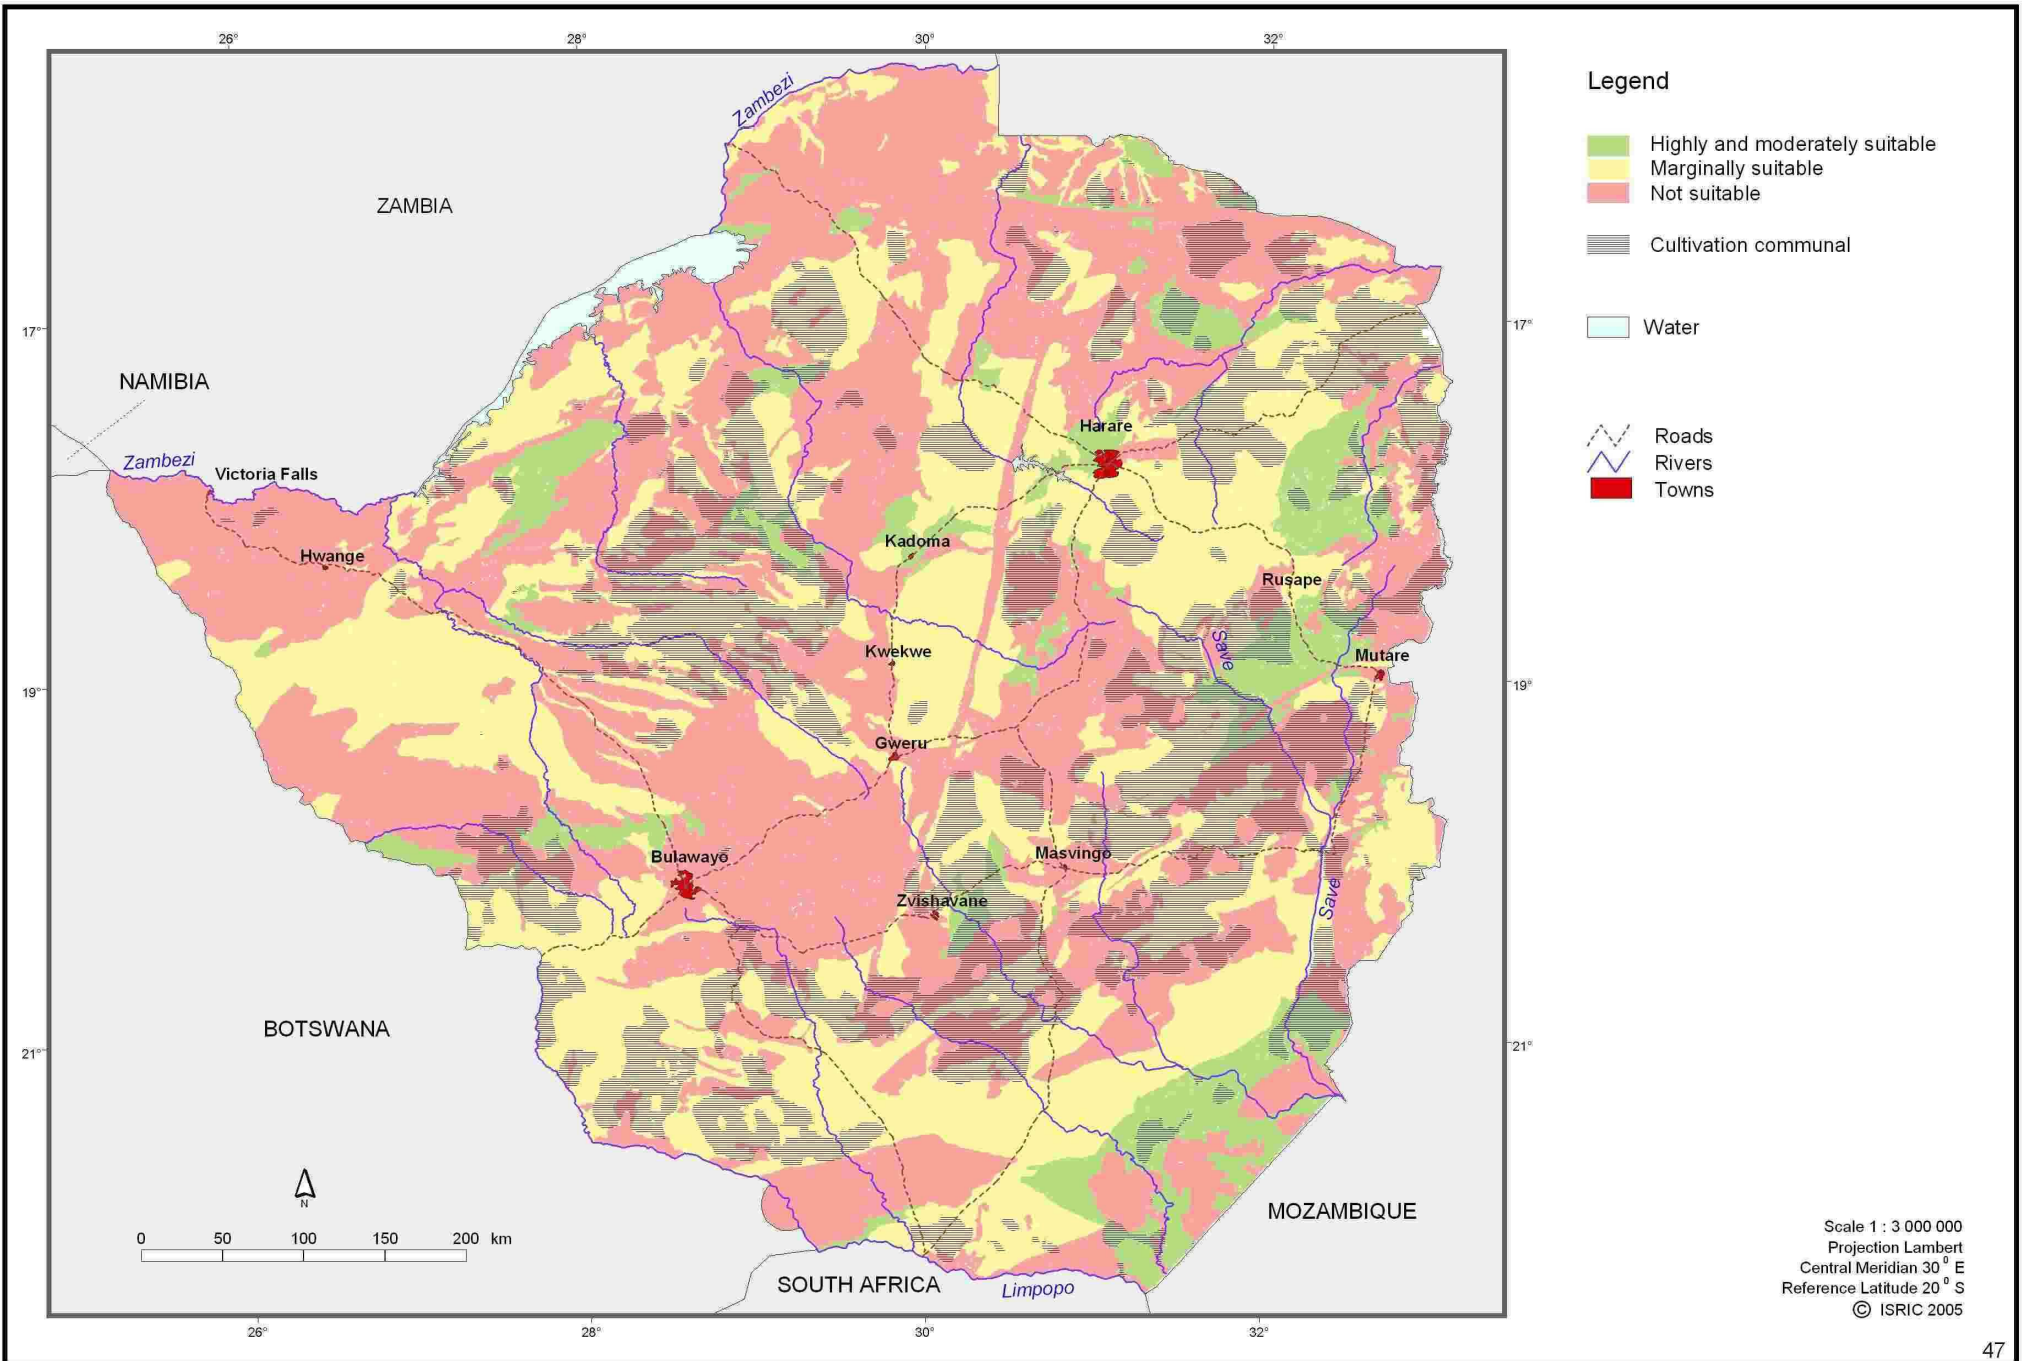 26°
28°
30°
32°
17°
19°
21°
17°
19°
21°
26°
28°
30°
32°
ZAMBIA
NAMIBIA
BOTSWANA
SOUTH AFRICA
MOZAMBIQUE
Zambezi
Zambezi
Victoria Falls
Hwange
Harare
Kadoma
Rusape
Save
Kwekwe
Mutare
Gweru
Bulawayo
Masvingo
Zvishavane
Save
Limpopo
N
0 50 100 150 200 km
Legend
Highly and moderately suitable
Marginally suitable
Not suitable
Cultivation communal
Water
Roads
Rivers
Towns
Scale 1 : 3 000 000
Projection Lambert
Central Meridian 30° E
Reference Latitude 20° S
© ISRIC 2005
47